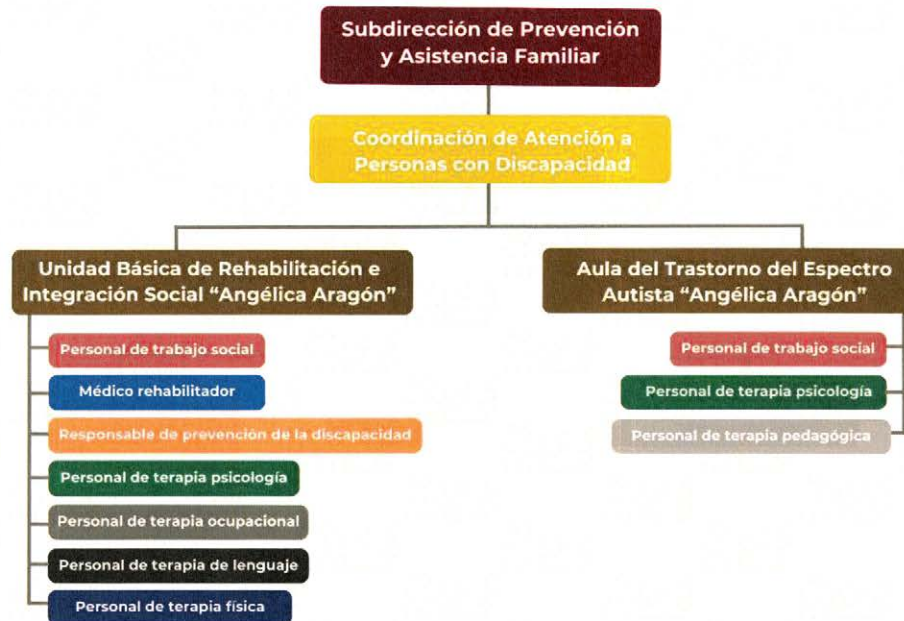 Subdirección de Prevención
y Asistencia Familiar
Coordinación de Atención a
Personas con Discapacidad
Unidad Básica de Rehabilitación e
Integración Social “Angélica Aragón”
Personal de trabajo social
Médico rehabilitador
Responsable de prevención de la discapacidad
Personal de terapia psicología
Personal de terapia ocupacional
Personal de terapia de lenguaje
Personal de terapia física
Aula del Trastorno del Espectro
Autista “Angélica Aragón”
Personal de trabajo social
Personal de terapia psicología
Personal de terapia pedagógica